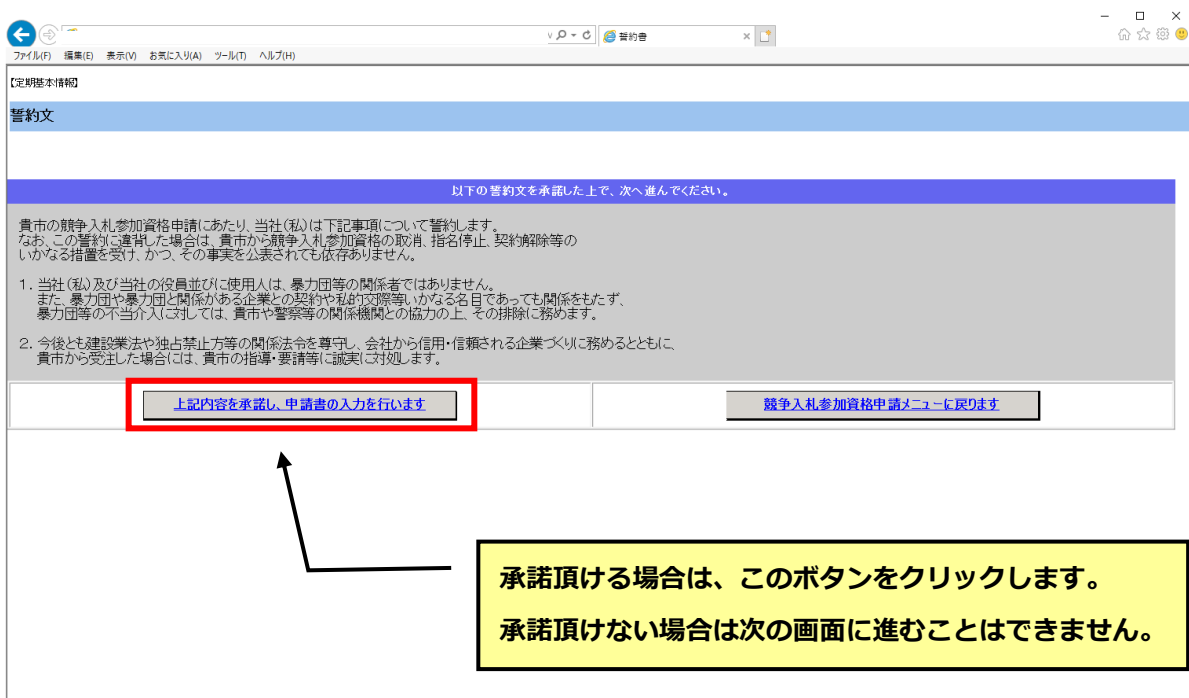 誓約書
ファイル(F) 編集(E) 表示(V) お気に入り(A) ツール(T) ヘルプ(H)
【定期基本情報】
誓約文
以下の誓約文を承諾した上で、次へ進んでください。
貴市の競争入札参加資格申請にあたり、当社(私)は下記事項について誓約します。
なお、この誓約に違背した場合は、貴市から競争入札参加資格の取消、指名停止、契約解除等の
いかなる措置を受け、かつ、その事実を公表されても依存ありません。
1. 当社(私)及び当社の役員並びに使用人は、暴力団等の関係者ではありません。
また、暴力団や暴力団と関係がある企業との契約や私的交際等いかなる名目であっても関係をもたず、
暴力団等の不当介入に対しては、貴市や警察等の関係機関との協力の上、その排除に務めます。
2. 今後とも建設業法や独占禁止方等の関係法令を尊守し、会社から信用・信頼される企業づくりに務めるとともに、
貴市から受注した場合には、貴市の指導・要請等に誠実に対処します。
上記内容を承諾し、申請書の入力を行います
競争入札参加資格申請メニューに戻ります
承諾頂ける場合は、このボタンをクリックします。
承諾頂けない場合は次の画面に進むことはできません。